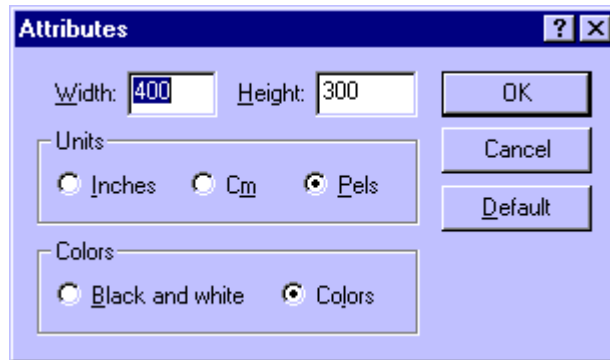 Attributes
Width: 400 Height: 300 OK
Units
Cancel
Inches Cm Pels
Default
Colors
Black and white Colors